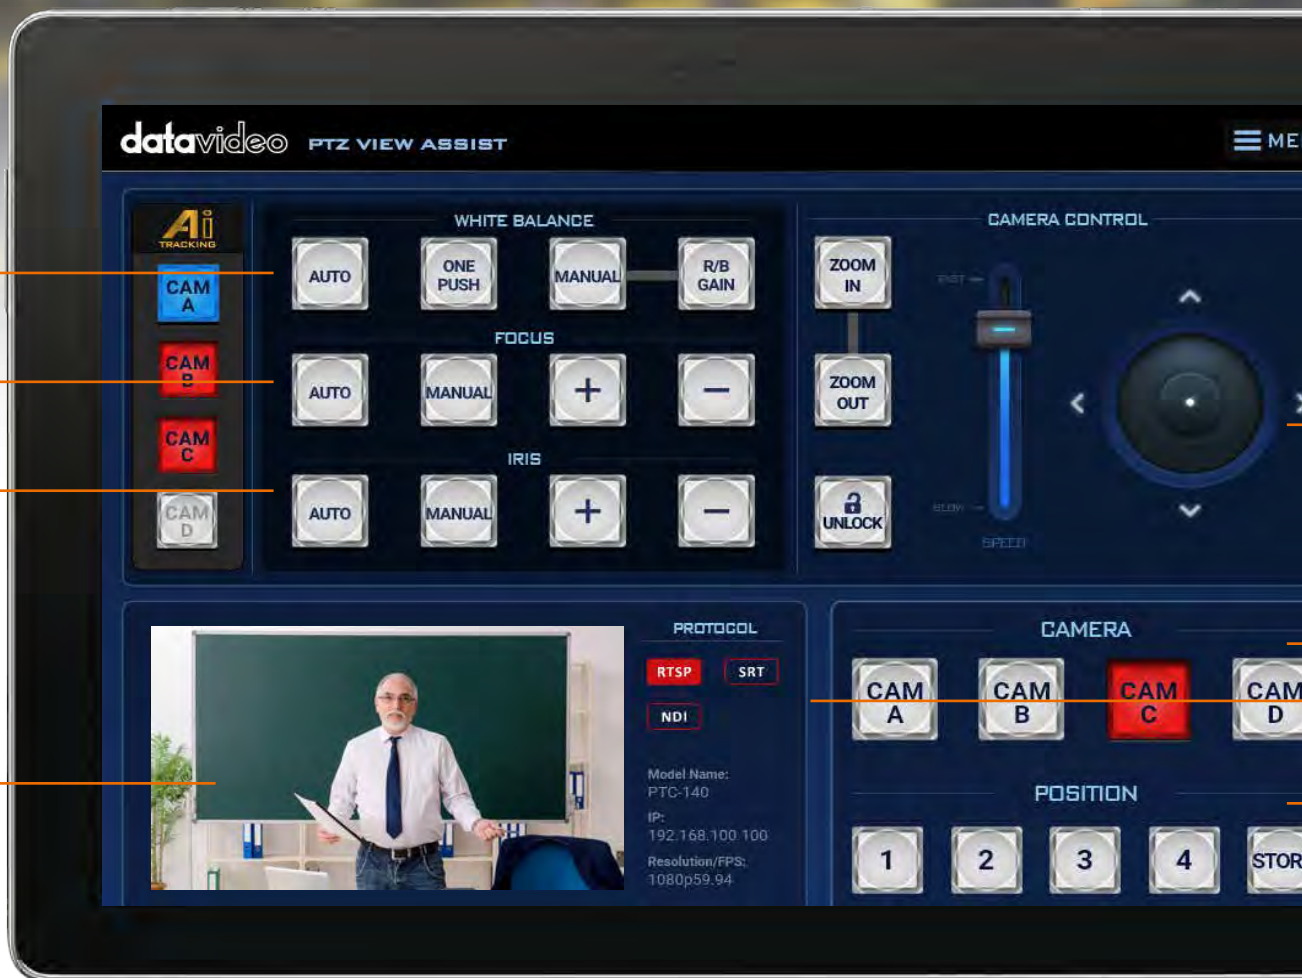 datavideo PTZ VIEW ASSIST
ME
Ai
TRACKING
CAM
A
CAM
B
CAM
C
CAM
D
WHITE BALANCE
AUTO
ONE
PUSH
MANUAL
R/B
GAIN
FOCUS
AUTO
MANUAL
+
−
IRIS
AUTO
MANUAL
+
−
CAMERA CONTROL
ZOOM
IN
ZOOM
OUT
UNLOCK
FAST
SLOW
SPEED
PROTOCOL
RTSP
SRT
NDI
Model Name:
PTC-140
IP:
192.168.100.100
Resolution/FPS:
1080p59.94
CAMERA
CAM
A
CAM
B
CAM
C
CAM
D
POSITION
1
2
3
4
STOR